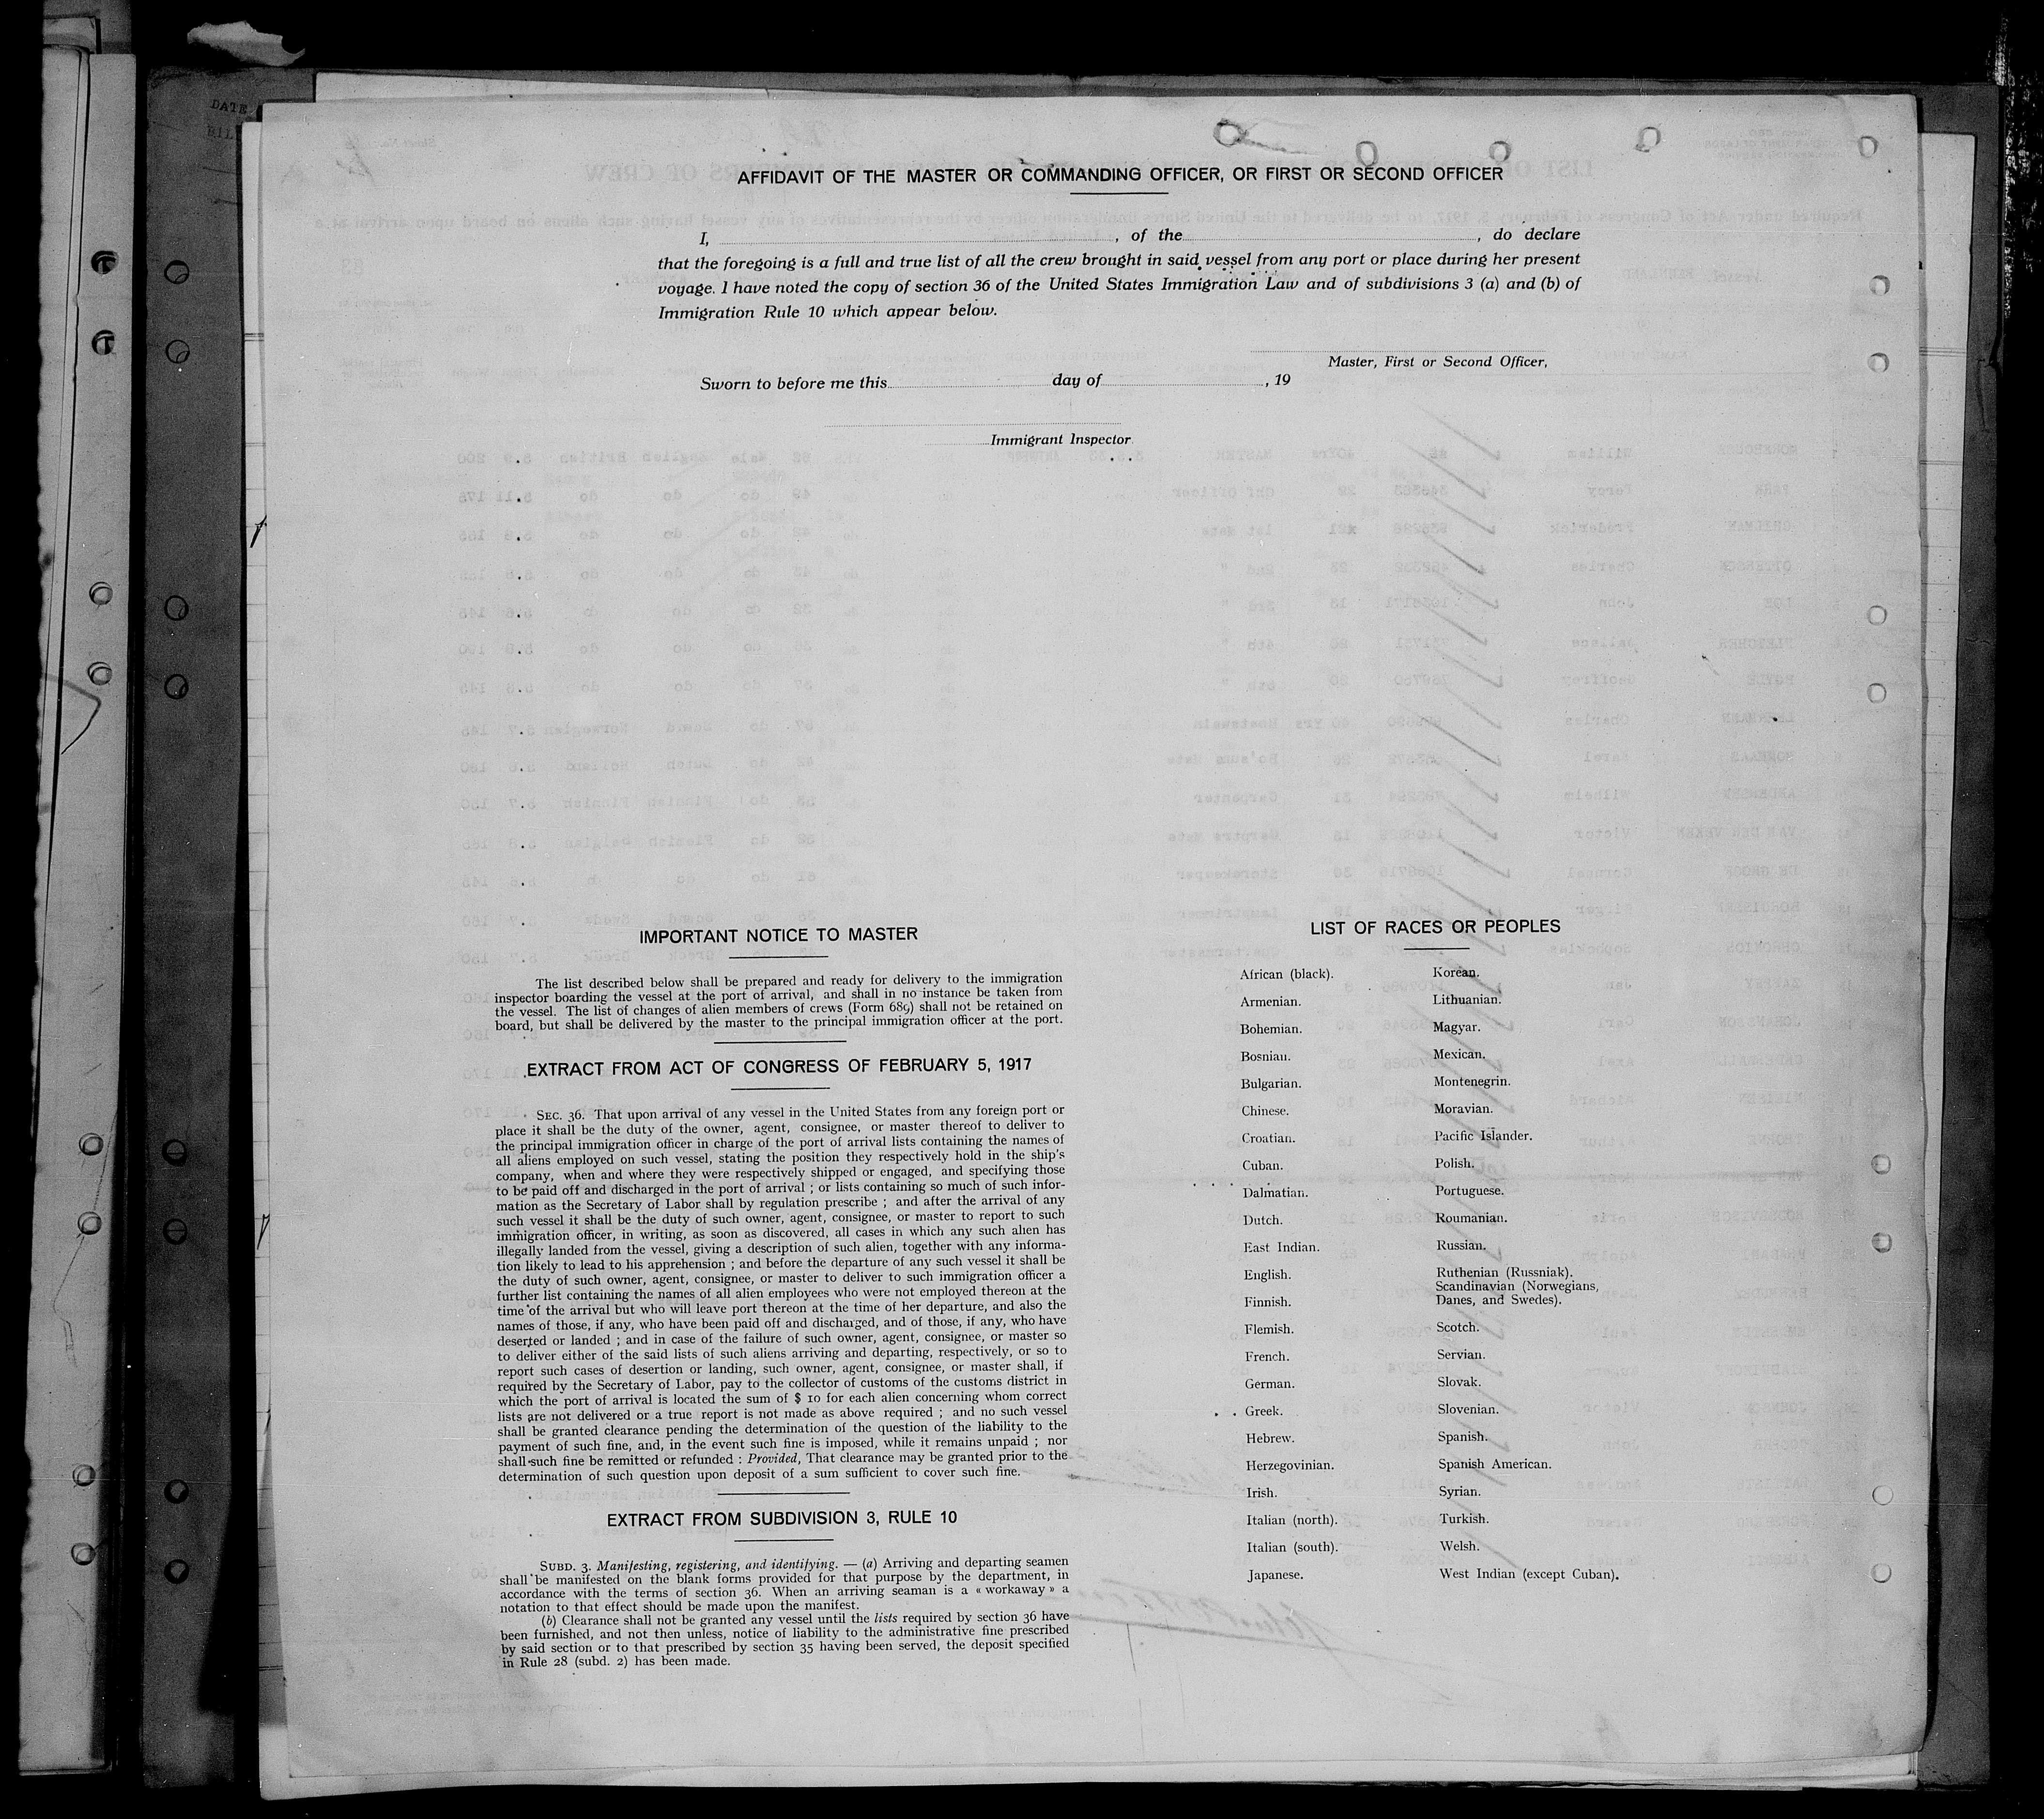 DATE
AFFIDAVIT OF THE MASTER OR COMMANDING OFFICER, OR FIRST OR SECOND OFFICER
I, , of the , do declare
that the foregoing is a full and true list of all the crew brought in said vessel from any port or place during her present
voyage. I have noted the copy of section 36 of the United States Immigration Law and of subdivisions 3 (a) and (b) of
Immigration Rule 10 which appear below.
Master, First or Second Officer,
Sworn to before me this day of , 19
Immigrant Inspector
IMPORTANT NOTICE TO MASTER
The list described below shall be prepared and ready for delivery to the immigration
inspector boarding the vessel at the port of arrival, and shall in no instance be taken from
the vessel. The list of changes of alien members of crews (Form 689) shall not be retained on
board, but shall be delivered by the master to the principal immigration officer at the port.
EXTRACT FROM ACT OF CONGRESS OF FEBRUARY 5, 1917
SEC. 36. That upon arrival of any vessel in the United States from any foreign port or
place it shall be the duty of the owner, agent, consignee, or master thereof to deliver to
the principal immigration officer in charge of the port of arrival lists containing the names of
all aliens employed on such vessel, stating the position they respectively hold in the ship's
company, when and where they were respectively shipped or engaged, and specifying those
to be paid off and discharged in the port of arrival ; or lists containing so much of such infor-
mation as the Secretary of Labor shall by regulation prescribe ; and after the arrival of any
such vessel it shall be the duty of such owner, agent, consignee, or master to report to such
immigration officer, in writing, as soon as discovered, all cases in which any such alien has
illegally landed from the vessel, giving a description of such alien, together with any informa-
tion likely to lead to his apprehension ; and before the departure of any such vessel it shall be
the duty of such owner, agent, consignee, or master to deliver to such immigration officer a
further list containing the names of all alien employees who were not employed thereon at the
time of the arrival but who will leave port thereon at the time of her departure, and also the
names of those, if any, who have been paid off and discharged, and of those, if any, who have
deserted or landed ; and in case of the failure of such owner, agent, consignee, or master so
to deliver either of the said lists of such aliens arriving and departing, respectively, or so to
report such cases of desertion or landing, such owner, agent, consignee, or master shall, if
required by the Secretary of Labor, pay to the collector of customs of the customs district in
which the port of arrival is located the sum of $ 10 for each alien concerning whom correct
lists are not delivered or a true report is not made as above required ; and no such vessel
shall be granted clearance pending the determination of the question of the liability to the
payment of such fine, and, in the event such fine is imposed, while it remains unpaid ; nor
shall such fine be remitted or refunded : Provided, That clearance may be granted prior to the
determination of such question upon deposit of a sum sufficient to cover such fine.
EXTRACT FROM SUBDIVISION 3, RULE 10
SUBD. 3. Manifesting, registering, and identifying. — (a) Arriving and departing seamen
shall be manifested on the blank forms provided for that purpose by the department, in
accordance with the terms of section 36. When an arriving seaman is a « workaway » a
notation to that effect should be made upon the manifest.
(b) Clearance shall not be granted any vessel until the lists required by section 36 have
been furnished, and not then unless, notice of liability to the administrative fine prescribed
by said section or to that prescribed by section 35 having been served, the deposit specified
in Rule 28 (subd. 2) has been made.
LIST OF RACES OR PEOPLES
African (black).
Armenian.
Bohemian.
Bosnian.
Bulgarian.
Chinese.
Croatian.
Cuban.
Dalmatian.
Dutch.
East Indian.
English.
Finnish.
Flemish.
French.
German.
Greek.
Hebrew.
Herzegovinian.
Irish.
Italian (north).
Italian (south).
Japanese.
Korean.
Lithuanian.
Magyar.
Mexican.
Montenegrin.
Moravian.
Pacific Islander.
Polish.
Portuguese.
Roumanian.
Russian.
Ruthenian (Russniak).
Scandinavian (Norwegians,
Danes, and Swedes).
Scotch.
Servian.
Slovak.
Slovenian.
Spanish.
Spanish American.
Syrian.
Turkish.
Welsh.
West Indian (except Cuban).